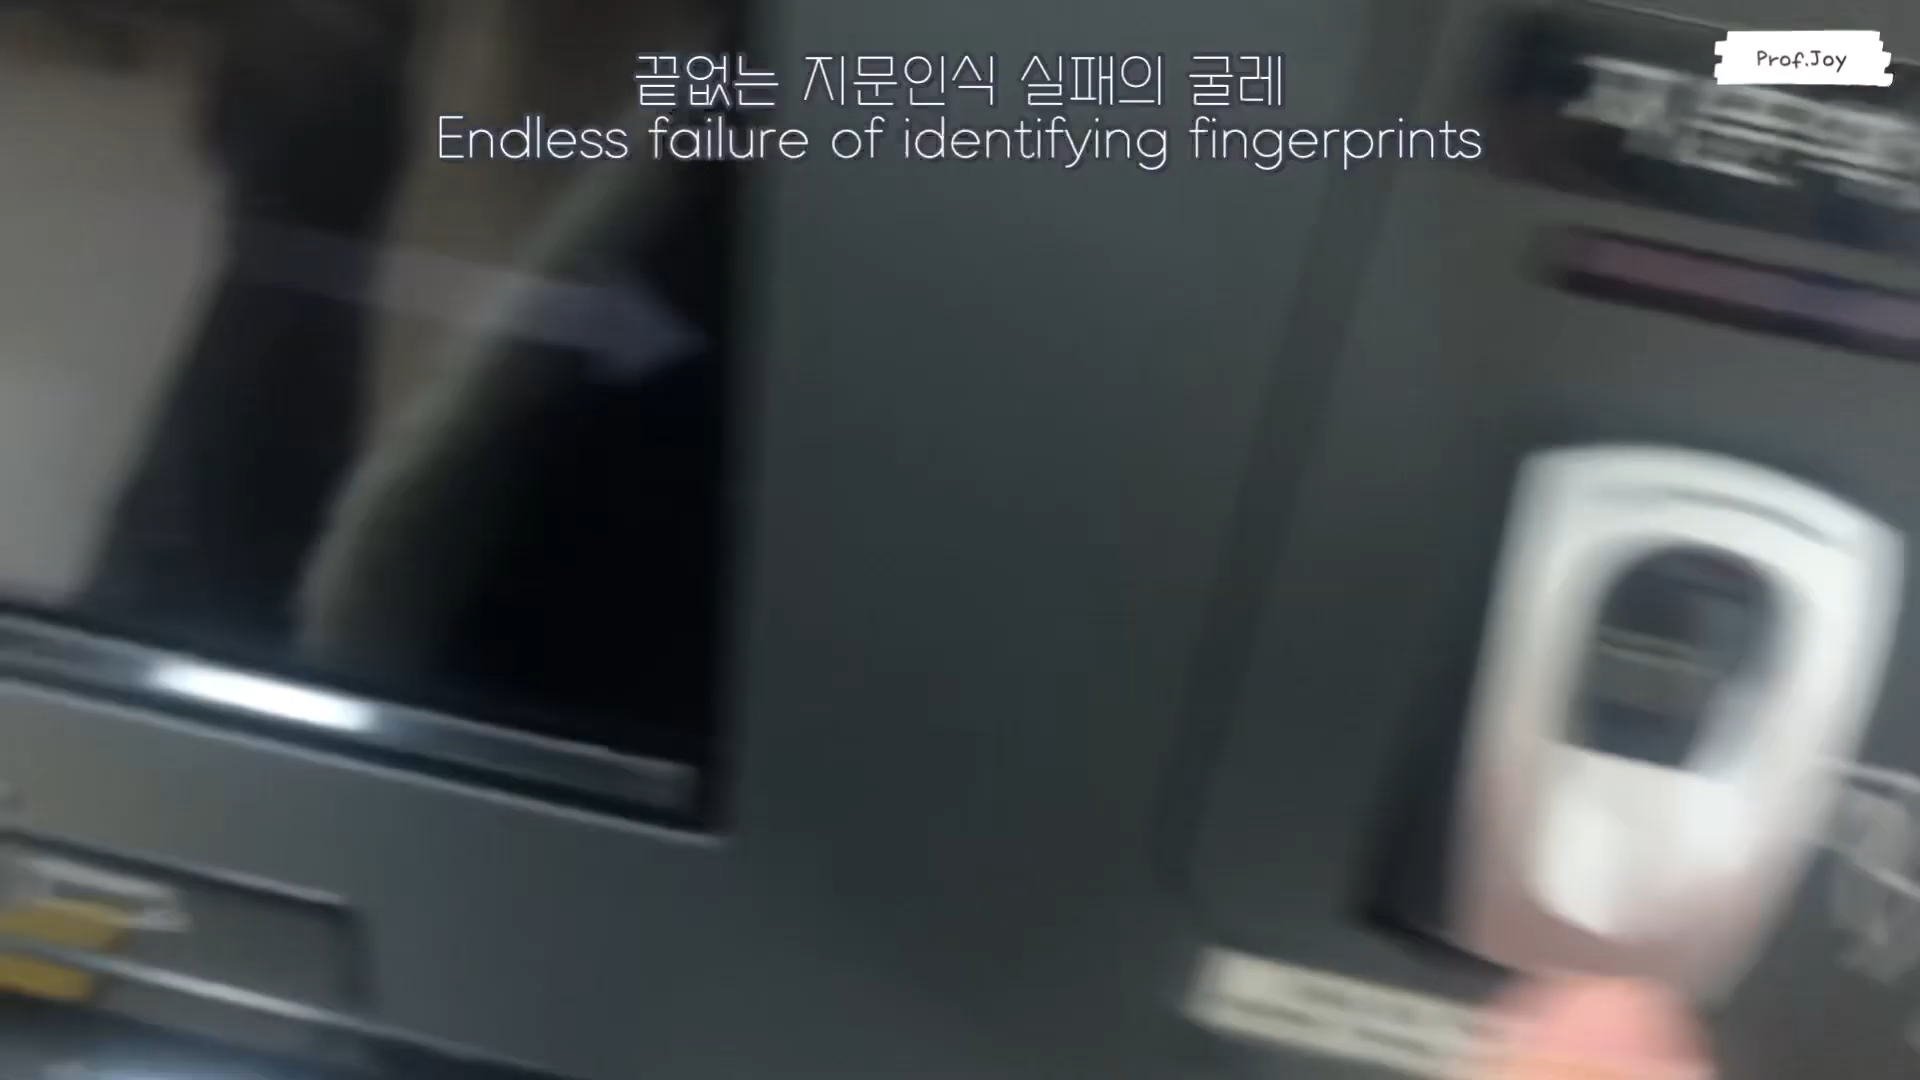 Prof.Joy
끝없는 지문인식 실패의 굴레
Endless failure of identifying fingerprints